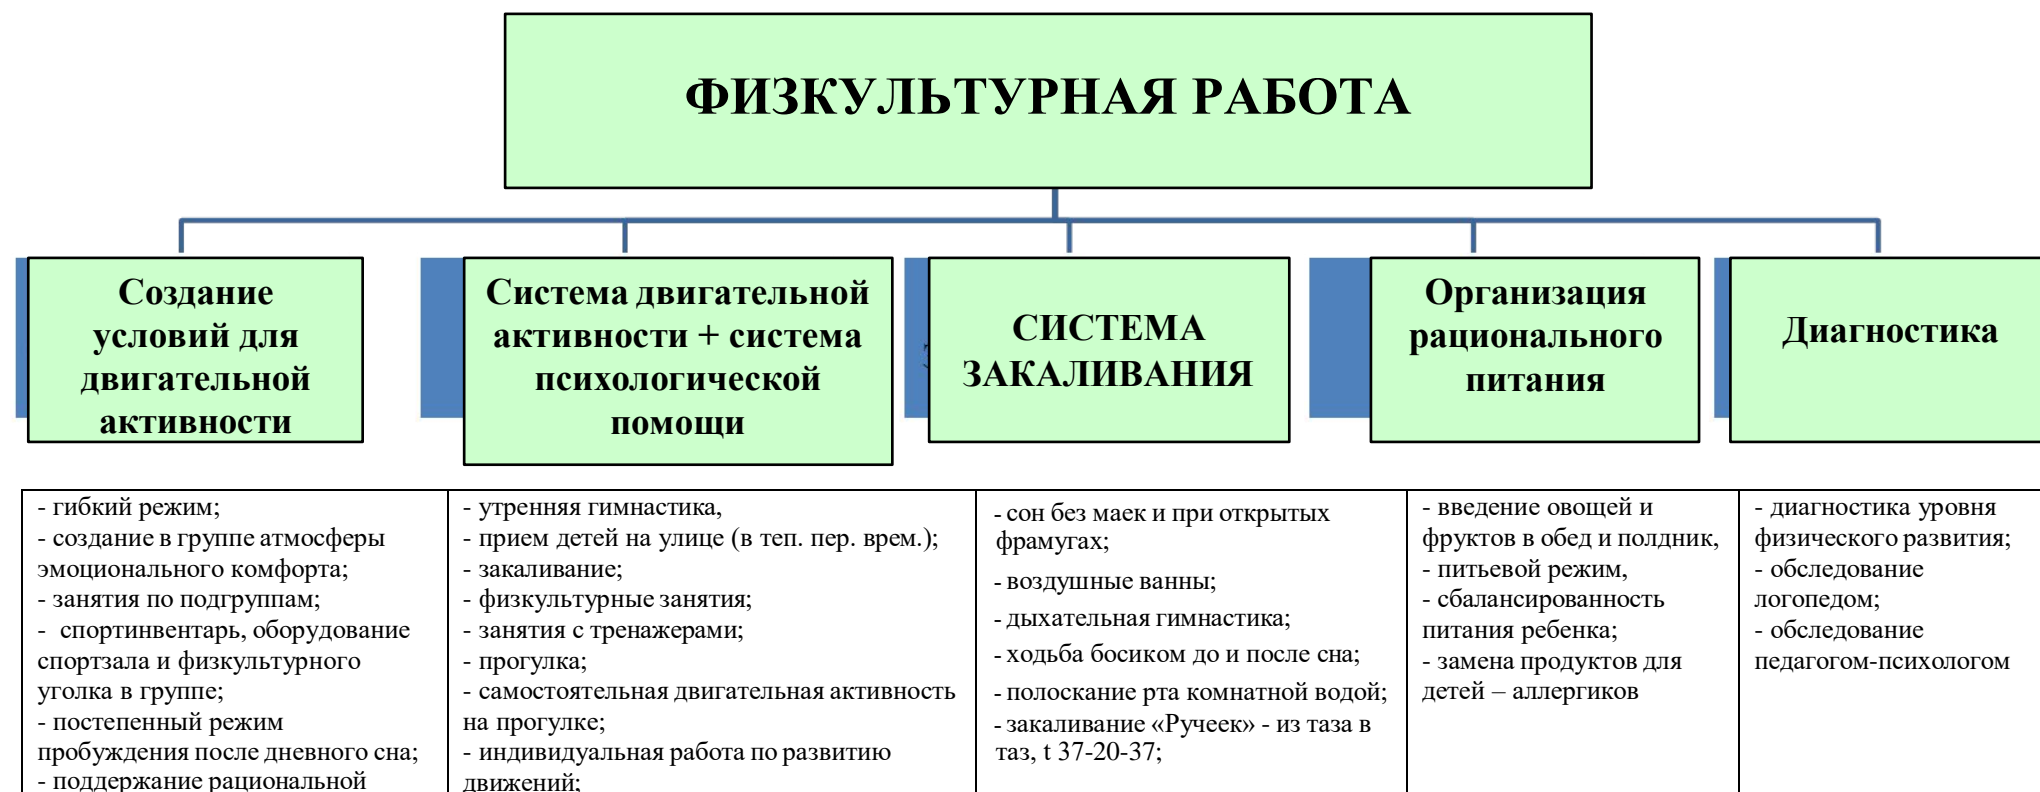 ФИЗКУЛЬТУРНАЯ РАБОТА
Создание
условий для
двигательной
активности
Система двигательной
активности + система
психологической
помощи
СИСТЕМА
ЗАКАЛИВАНИЯ
Организация
рационального
питания
Диагностика
- гибкий режим;
- создание в группе атмосферы
эмоционального комфорта;
- занятия по подгруппам;
- спортинвентарь, оборудование
спортзала и физкультурного
уголка в группе;
- постепенный режим
пробуждения после дневного сна;
- поддержание рациональной
- утренняя гимнастика,
- прием детей на улице (в теп. пер. врем.);
- закаливание;
- физкультурные занятия;
- занятия с тренажерами;
- прогулка;
- самостоятельная двигательная активность
на прогулке;
- индивидуальная работа по развитию
движений;
- сон без маек и при открытых
фрамугах;
- воздушные ванны;
- дыхательная гимнастика;
- ходьба босиком до и после сна;
- полоскание рта комнатной водой;
- закаливание «Ручеек» - из таза в
таз, t 37-20-37;
- введение овощей и
фруктов в обед и полдник,
- питьевой режим,
- сбалансированность
питания ребенка;
- замена продуктов для
детей – аллергиков
- диагностика уровня
физического развития;
- обследование
логопедом;
- обследование
педагогом-психологом